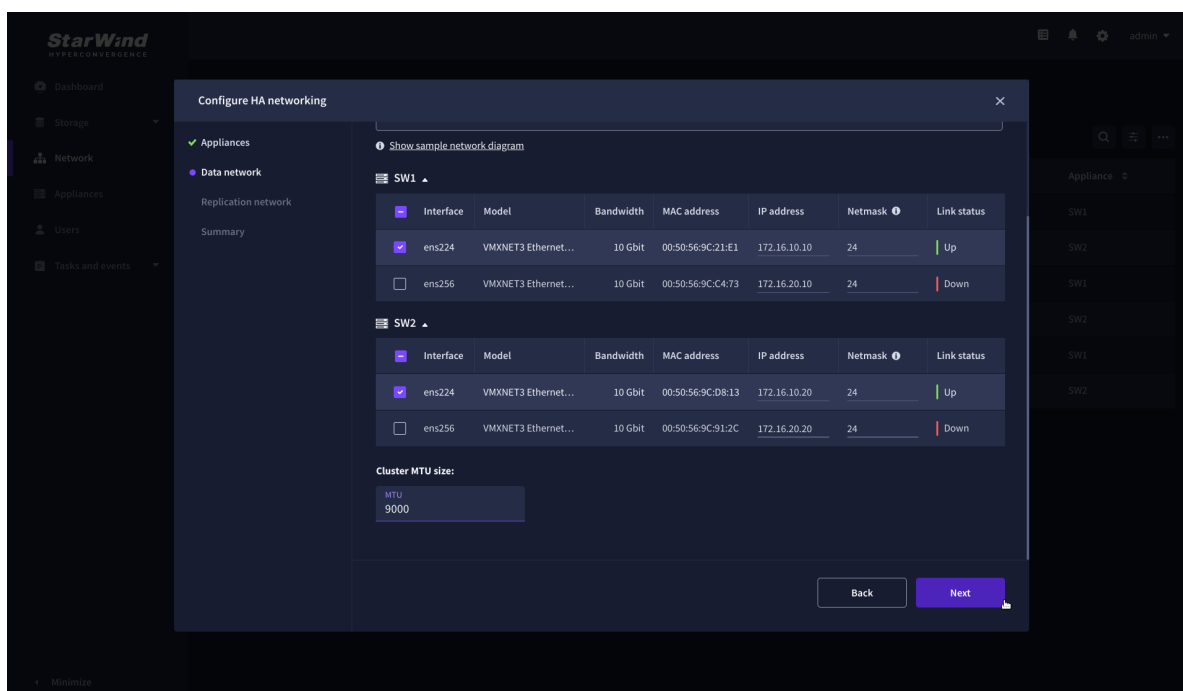 StarWind
HYPERCONVERGENCE
admin
Dashboard
Storage
Network
Appliances
Users
Tasks and events
Minimize
Appliance
SW1
SW2
SW1
SW2
SW1
SW2
Configure HA networking
Appliances
Data network
Replication network
Summary
Show sample network diagram
SW1
Interface Model Bandwidth MAC address IP address Netmask Link status
ens224 VMXNET3 Ethernet... 10 Gbit 00:50:56:9C:21:E1 172.16.10.10 24 Up
ens256 VMXNET3 Ethernet... 10 Gbit 00:50:56:9C:C4:73 172.16.20.10 24 Down
SW2
Interface Model Bandwidth MAC address IP address Netmask Link status
ens224 VMXNET3 Ethernet... 10 Gbit 00:50:56:9C:D8:13 172.16.10.20 24 Up
ens256 VMXNET3 Ethernet... 10 Gbit 00:50:56:9C:91:2C 172.16.20.20 24 Down
Cluster MTU size:
MTU
9000
Back Next